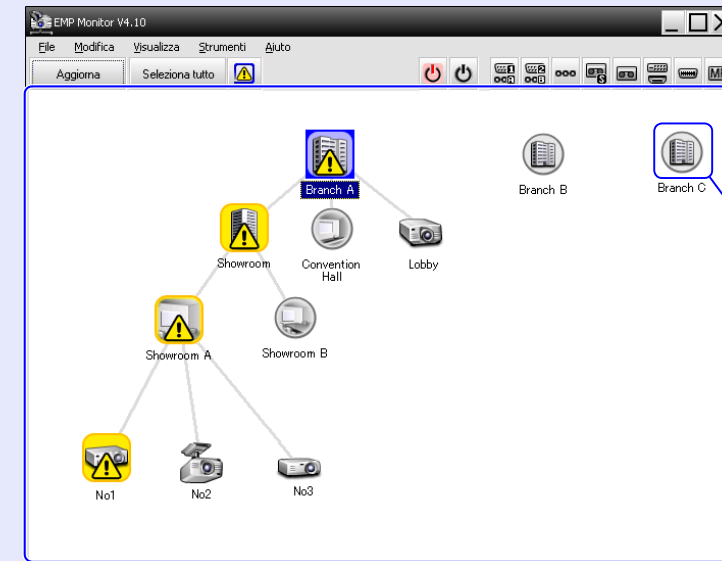 EMP Monitor V4.10
File Modifica Visualizza Strumenti Aiuto
Aggiorna Seleziona tutto
Branch A
Branch B
Branch C
Showroom
Convention
Hall
Lobby
Showroom A
Showroom B
No1
No2
No3